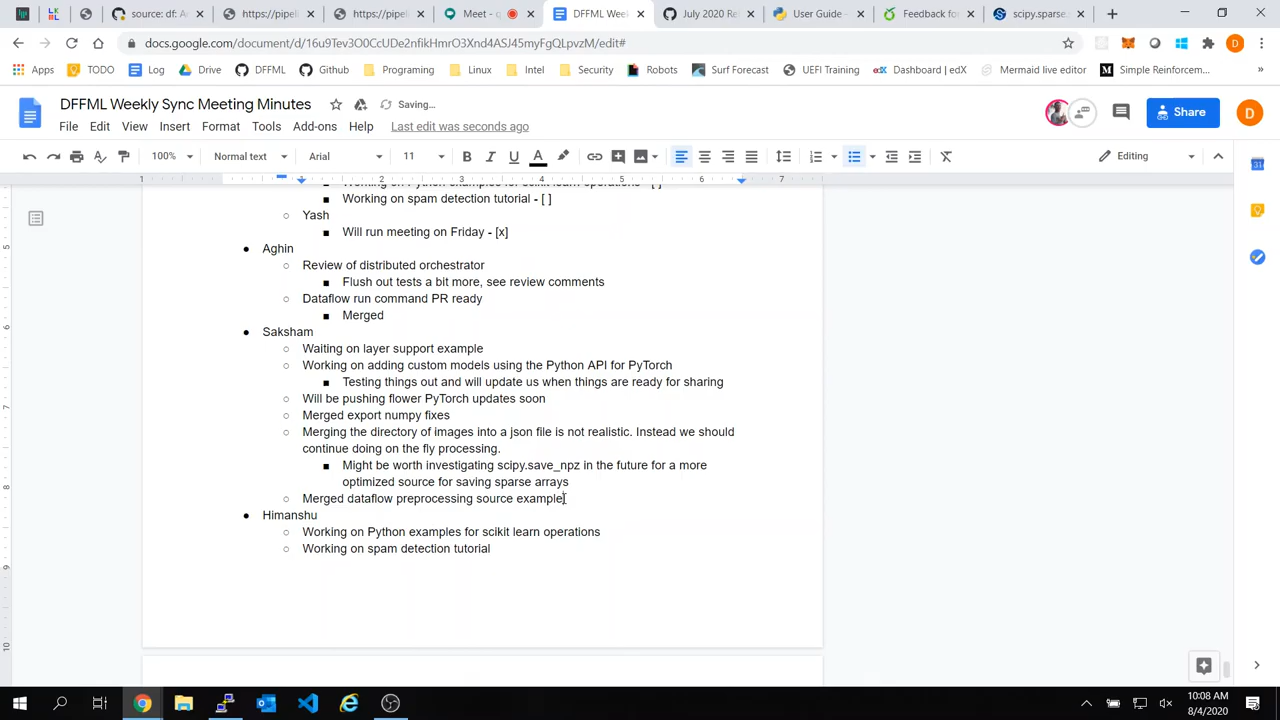 source: df: A
https://pipeli
https://pipeli
Meet - q
DFFML Wee
July 2020 Re
User Guide —
Feedback for
scipy.sparse.
docs.google.com/document/d/16u9Tev3O0CcUDe2nfikHmrO3Xnd4ASJ45myFgQLpvzM/edit#
Apps TODO Log Drive DFFML Github Programing Linux Intel Security Robots Surf Forecast UEFI Training Dashboard | edX Mermaid live editor Simple Reinforcem... »
DFFML Weekly Sync Meeting Minutes Saving...
File Edit View Insert Format Tools Add-ons Help Last edit was seconds ago
Share
D
100% Normal text Arial 11 B I U A Editing
1 1 2 3 4 5 6 7
Working on Python examples for scikit learn operations - [ ]
Working on spam detection tutorial - [ ]
Yash
Will run meeting on Friday - [x]
Aghin
Review of distributed orchestrator
Flush out tests a bit more, see review comments
Dataflow run command PR ready
Merged
Saksham
Waiting on layer support example
Working on adding custom models using the Python API for PyTorch
Testing things out and will update us when things are ready for sharing
Will be pushing flower PyTorch updates soon
Merged export numpy fixes
Merging the directory of images into a json file is not realistic. Instead we should
continue doing on the fly processing.
Might be worth investigating scipy.save_npz in the future for a more
optimized source for saving sparse arrays
Merged dataflow preprocessing source example
Himanshu
Working on Python examples for scikit learn operations
Working on spam detection tutorial
10:08 AM
8/4/2020